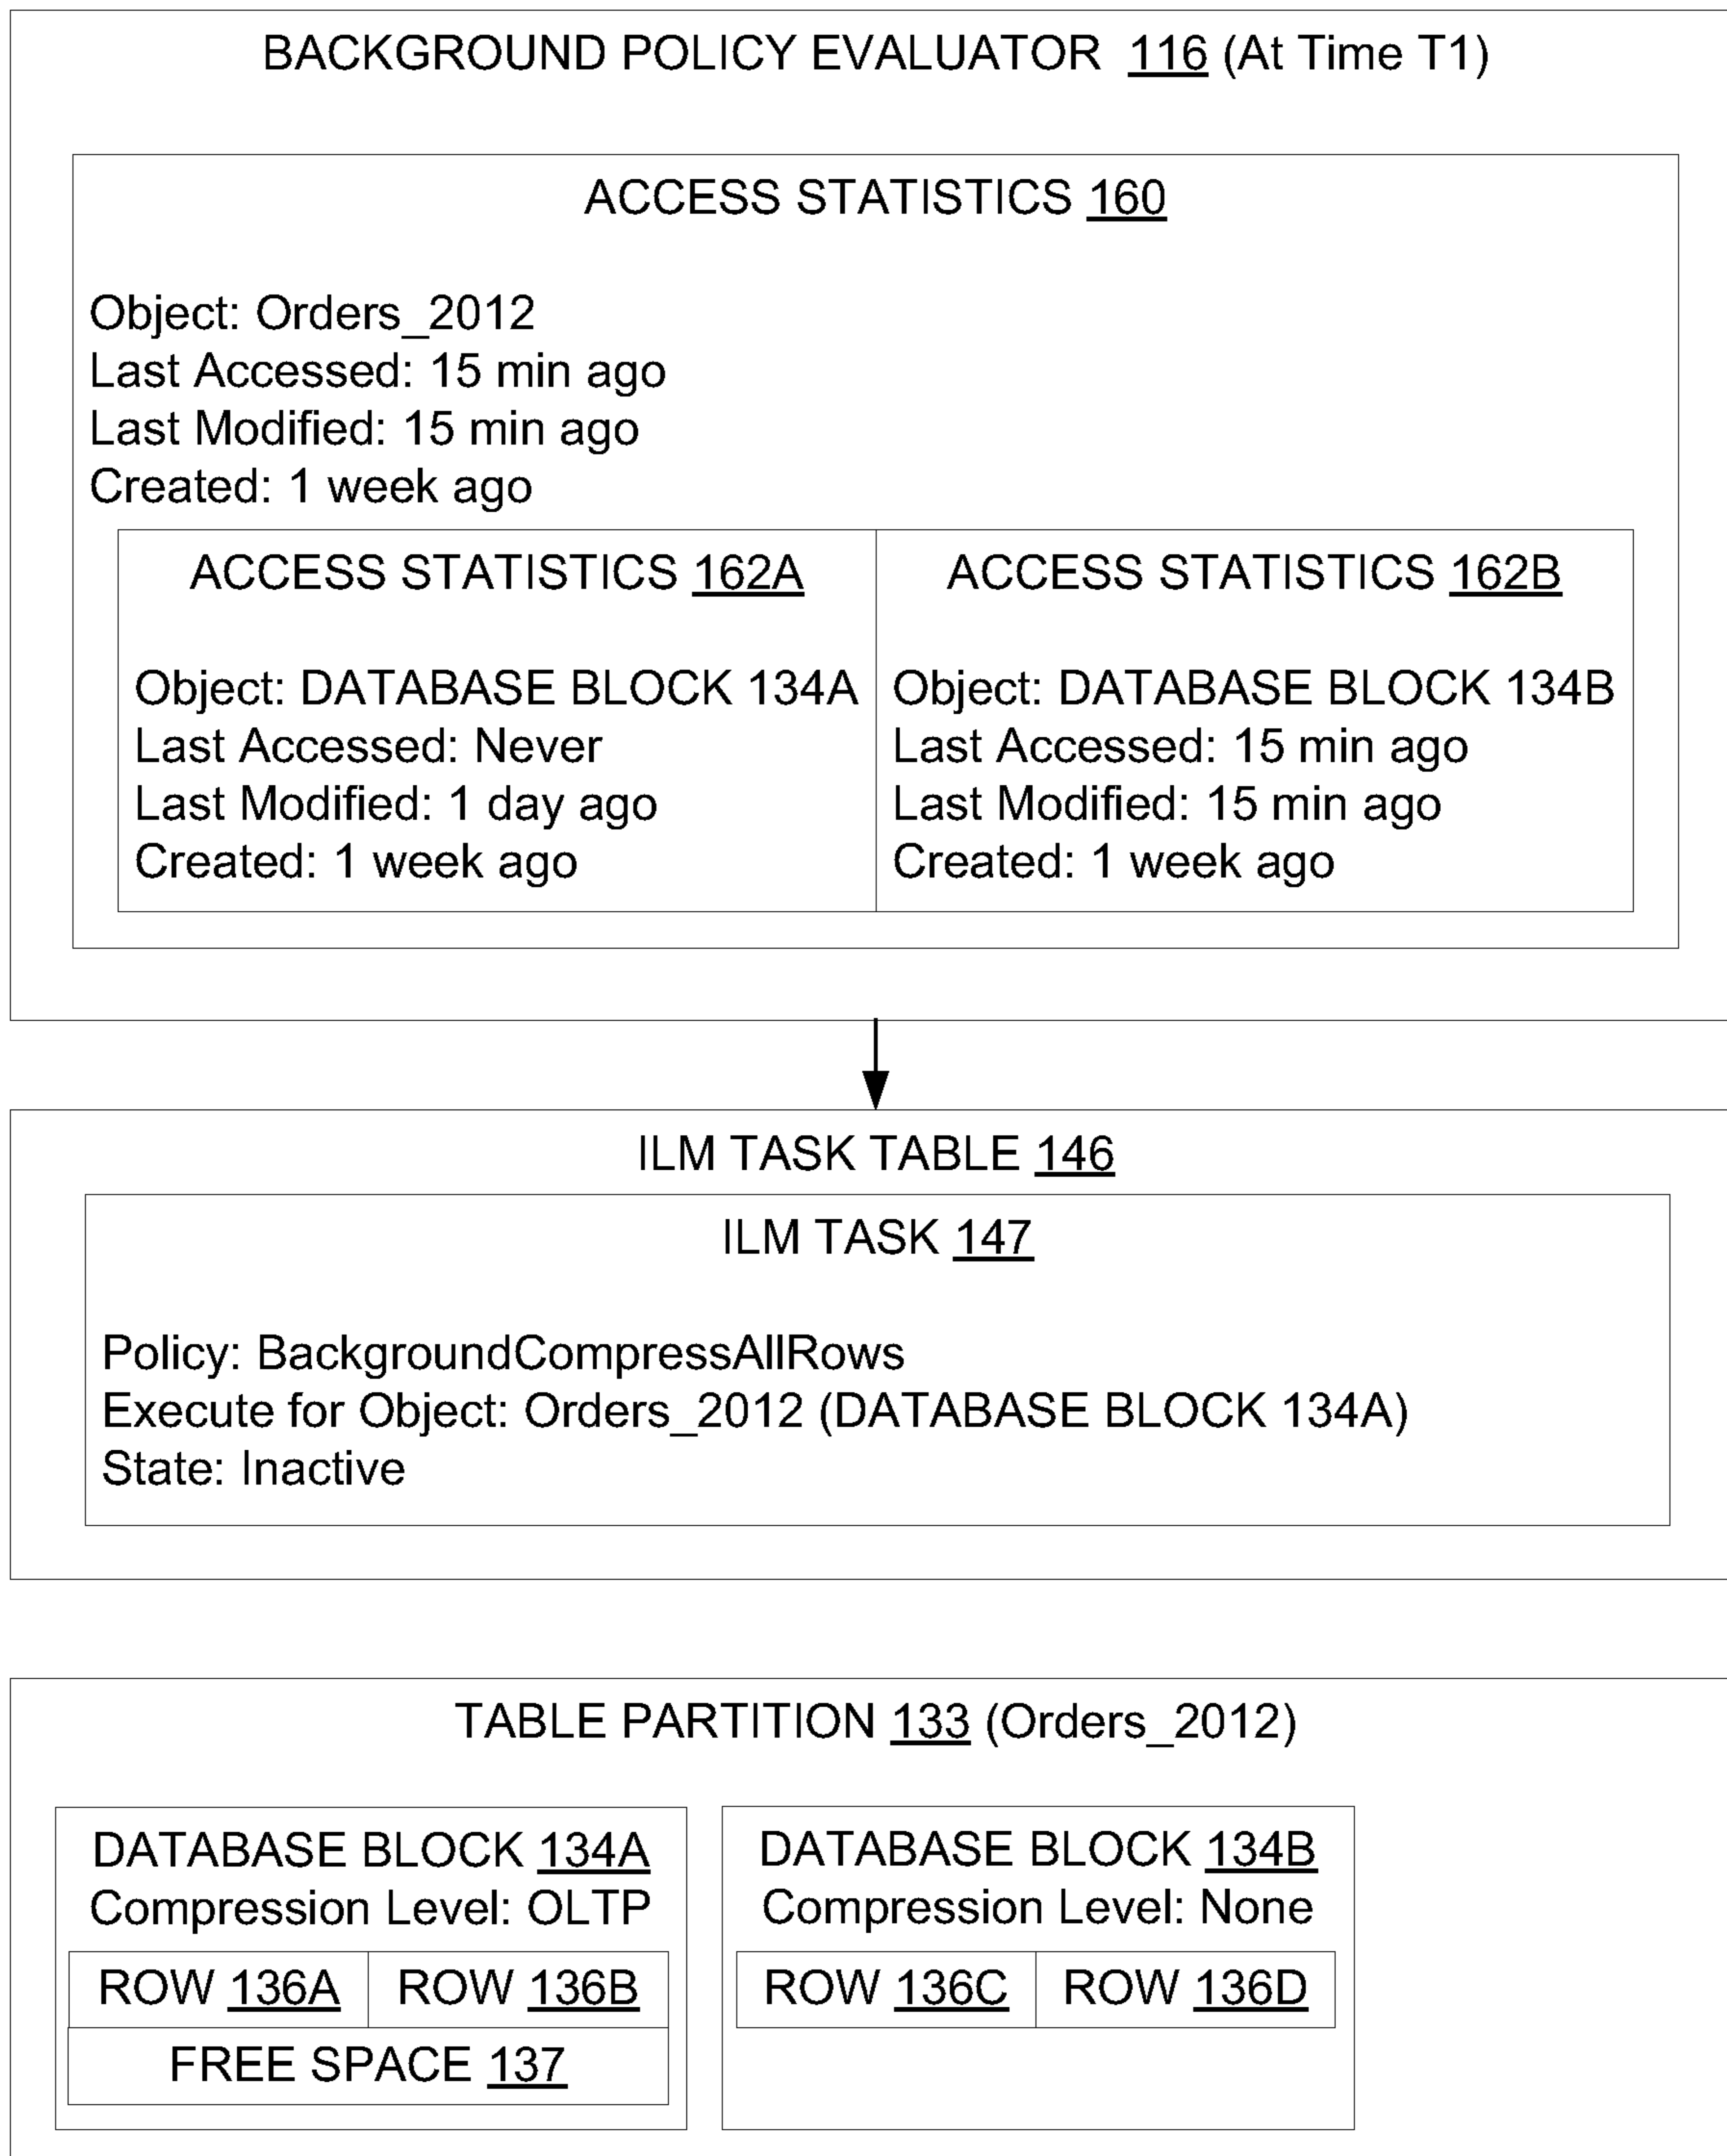 BACKGROUND POLICY EVALUATOR 116 (At Time T1)
ACCESS STATISTICS 160
Object: Orders_2012
Last Accessed: 15 min ago
Last Modified: 15 min ago
Created: 1 week ago
ACCESS STATISTICS 162A
Object: DATABASE BLOCK 134A
Last Accessed: Never
Last Modified: 1 day ago
Created: 1 week ago
ACCESS STATISTICS 162B
Object: DATABASE BLOCK 134B
Last Accessed: 15 min ago
Last Modified: 15 min ago
Created: 1 week ago
ILM TASK TABLE 146
ILM TASK 147
Policy: BackgroundCompressAllRows
Execute for Object: Orders_2012 (DATABASE BLOCK 134A)
State: Inactive
TABLE PARTITION 133 (Orders_2012)
DATABASE BLOCK 134A
Compression Level: OLTP
ROW 136A
ROW 136B
FREE SPACE 137
DATABASE BLOCK 134B
Compression Level: None
ROW 136C
ROW 136D